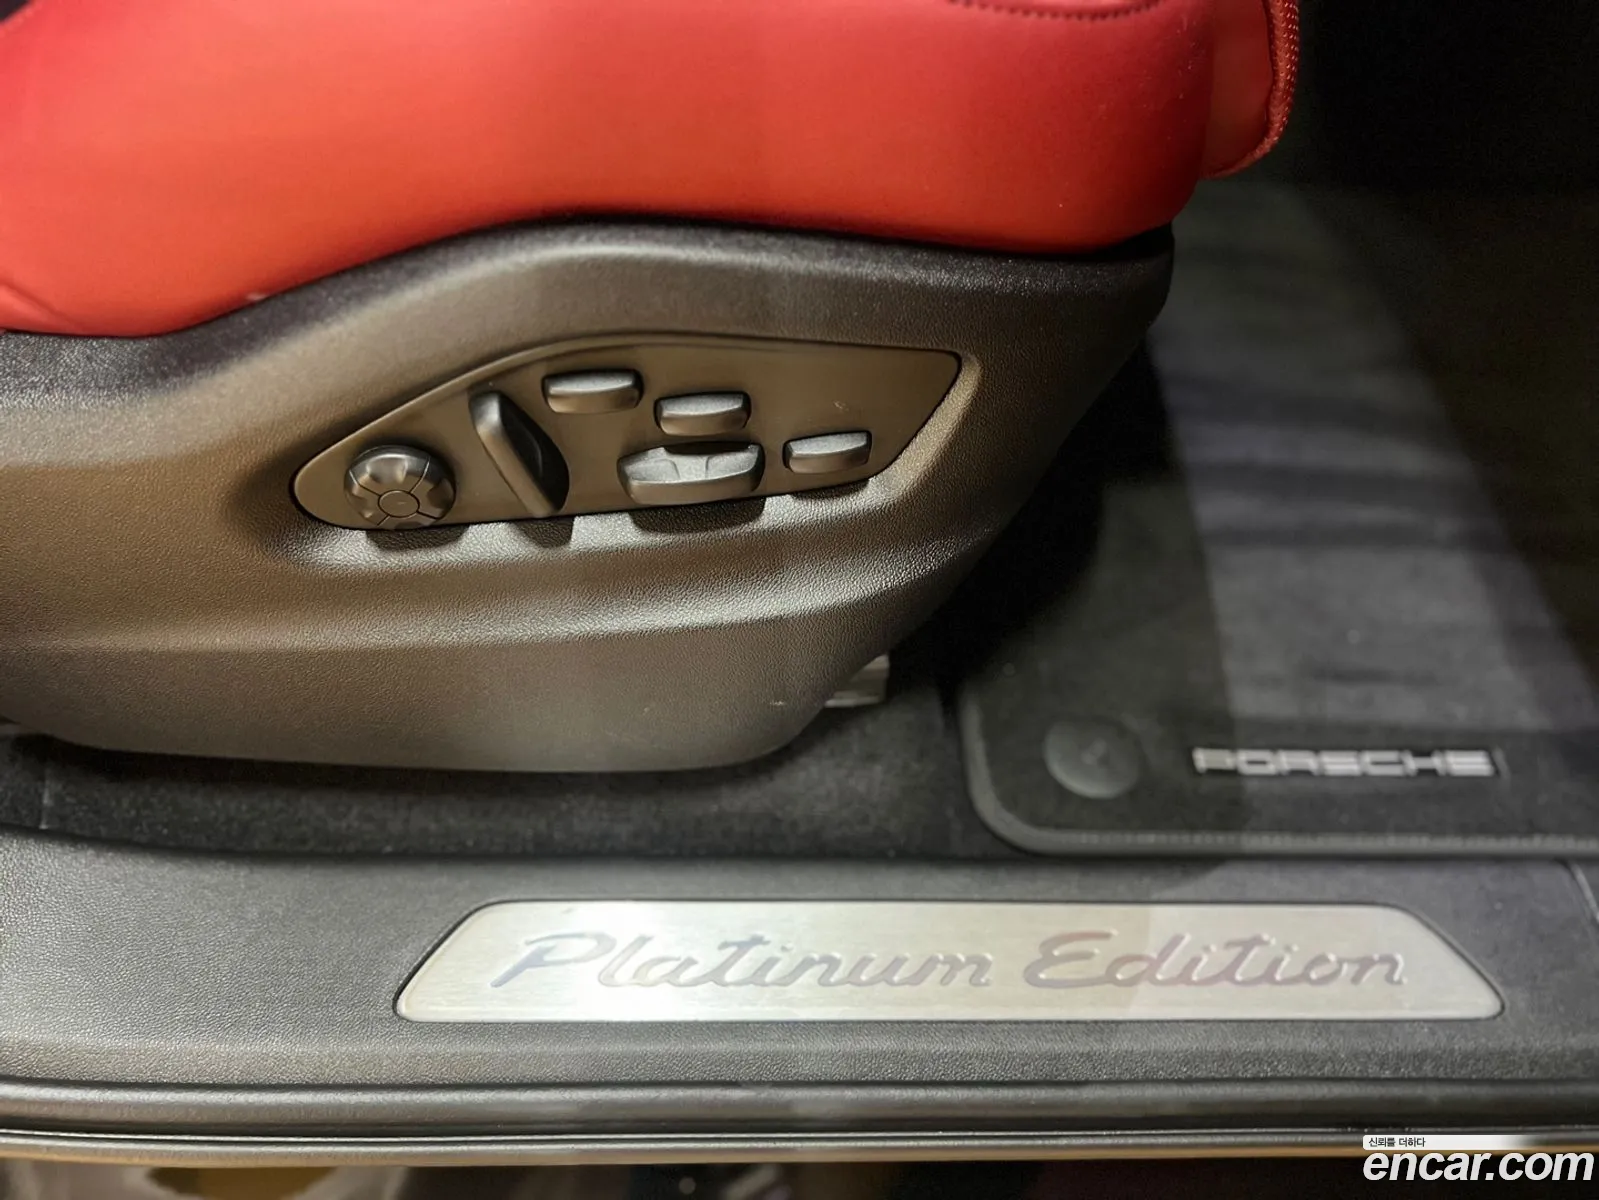 PORSCHE
Platinum Edition
신뢰를 더하다
encar.com